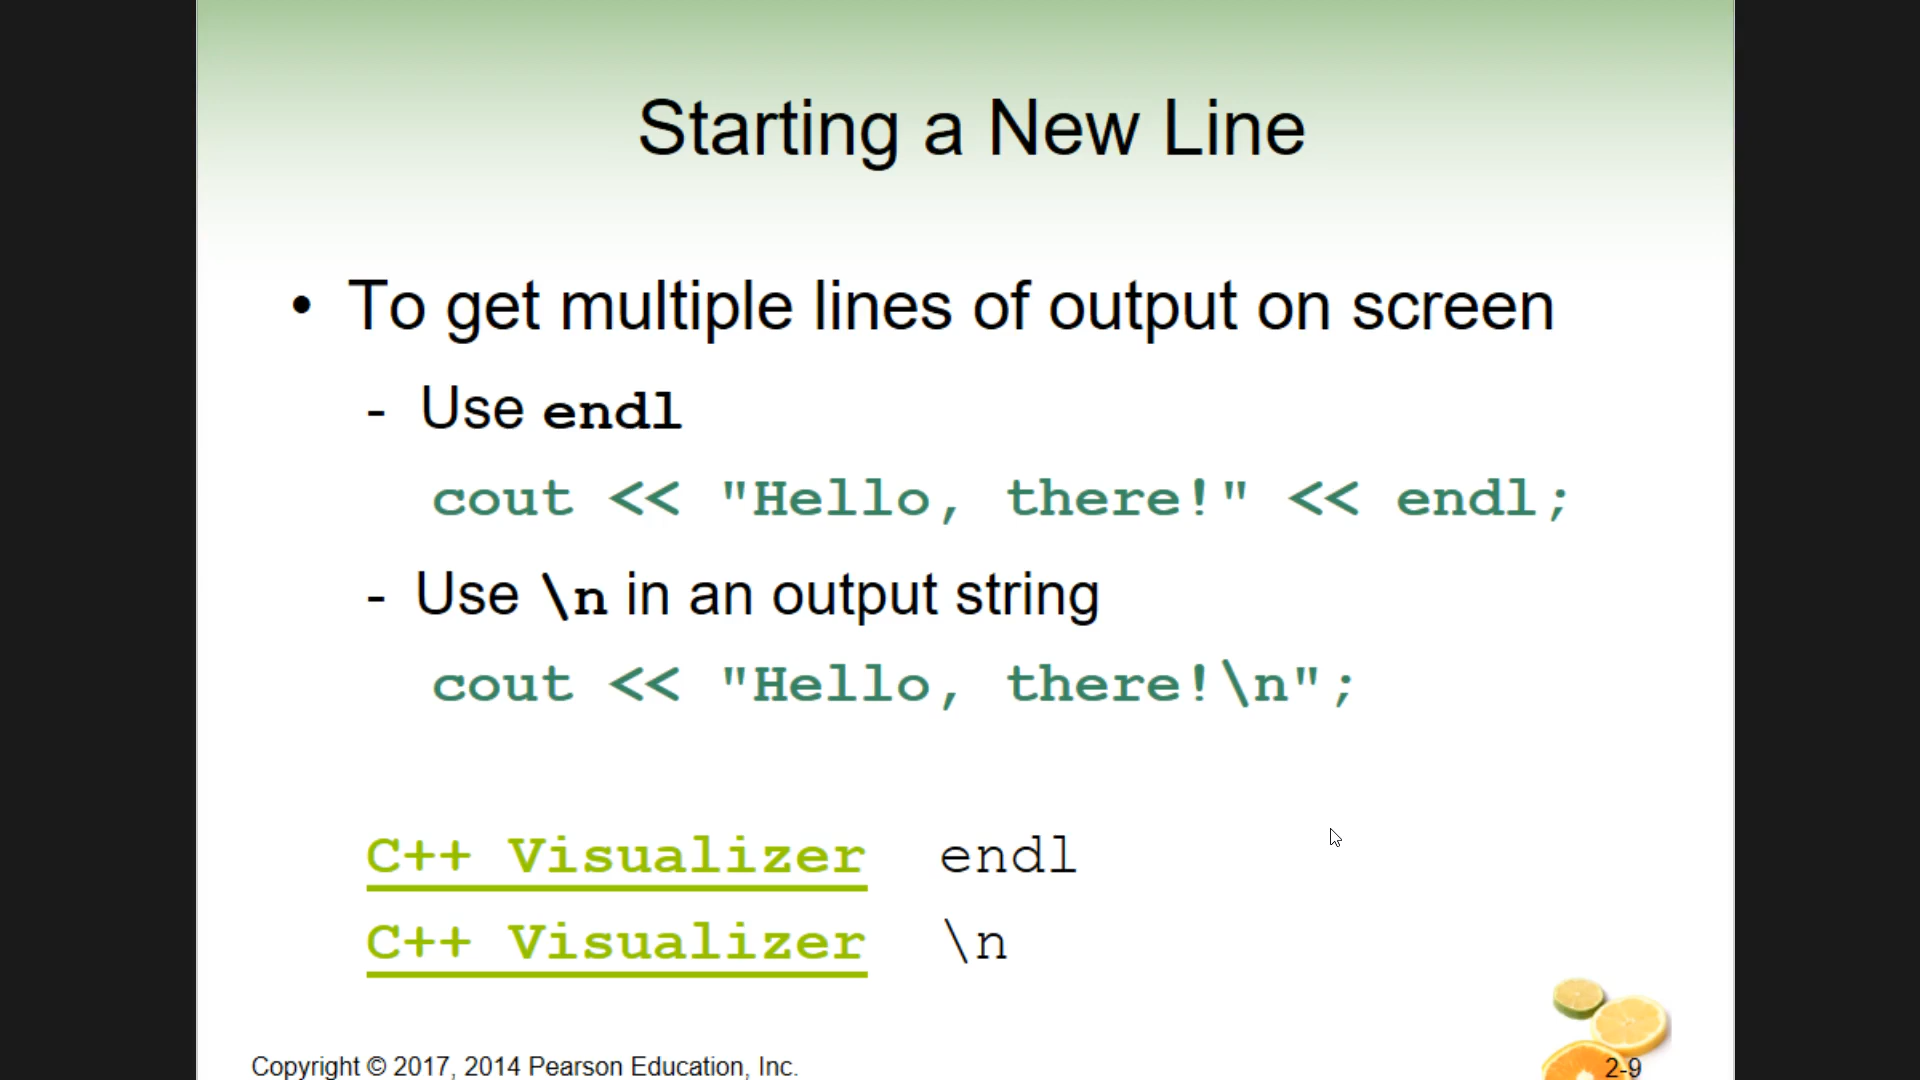 Starting a New Line
• To get multiple lines of output on screen
- Use endl
cout << "Hello, there!" << endl;
- Use \n in an output string
cout << "Hello, there!\n";
C++ Visualizer endl
C++ Visualizer \n
Copyright © 2017, 2014 Pearson Education, Inc.
2-9